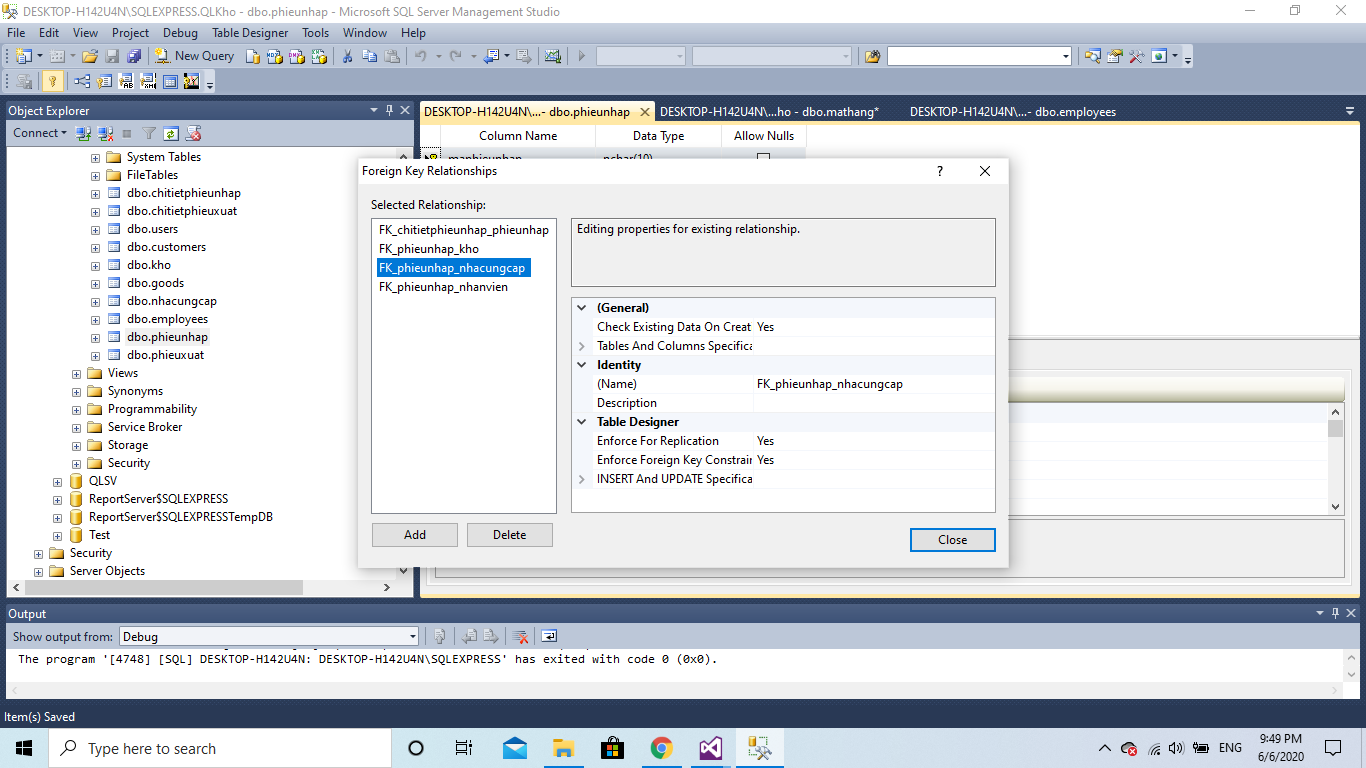 DESKTOP-H142U4N\SQLEXPRESS.QLKho - dbo.phieunhap - Microsoft SQL Server Management Studio
File Edit View Project Debug Table Designer Tools Window Help
New Query
Object Explorer
Connect
System Tables
FileTables
dbo.chitietphieunhap
dbo.chitietphieuxuat
dbo.users
dbo.customers
dbo.kho
dbo.goods
dbo.nhacungcap
dbo.employees
dbo.phieunhap
dbo.phieuxuat
Views
Synonyms
Programmability
Service Broker
Storage
Security
QLSV
ReportServer$SQLEXPRESS
ReportServer$SQLEXPRESSTempDB
Test
Security
Server Objects
DESKTOP-H142U4N\...- dbo.phieunhap DESKTOP-H142U4N\...ho - dbo.mathang* DESKTOP-H142U4N\...- dbo.employees
Column Name Data Type Allow Nulls
maphieunhap nchar(10)
Foreign Key Relationships ?
Selected Relationship:
FK_chitietphieunhap_phieunhap
FK_phieunhap_kho
FK_phieunhap_nhacungcap
FK_phieunhap_nhanvien
Add Delete
Editing properties for existing relationship.
(General)
Check Existing Data On Creat Yes
Tables And Columns Specifica
Identity
(Name) FK_phieunhap_nhacungcap
Description
Table Designer
Enforce For Replication Yes
Enforce Foreign Key Constrain Yes
INSERT And UPDATE Specifica
Close
Output
Show output from: Debug
The program '[4748] [SQL] DESKTOP-H142U4N: DESKTOP-H142U4N\SQLEXPRESS' has exited with code 0 (0x0).
Item(s) Saved
Type here to search
ENG
9:49 PM
6/6/2020